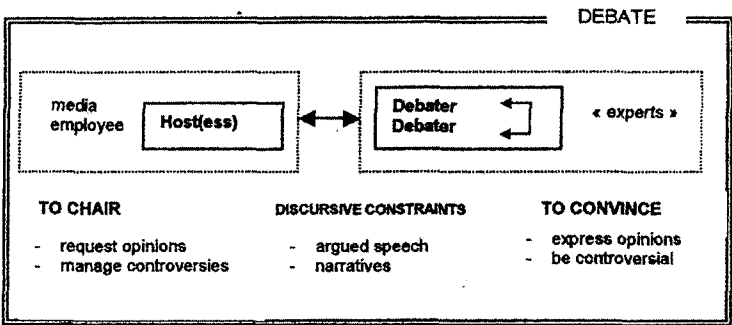 DEBATE
media
employee
Host(ess)
Debater
Debater
« experts »
TO CHAIR
- request opinions
- manage controversies
DISCURSIVE CONSTRAINTS
- argued speech
- narratives
TO CONVINCE
- express opinions
- be controversial